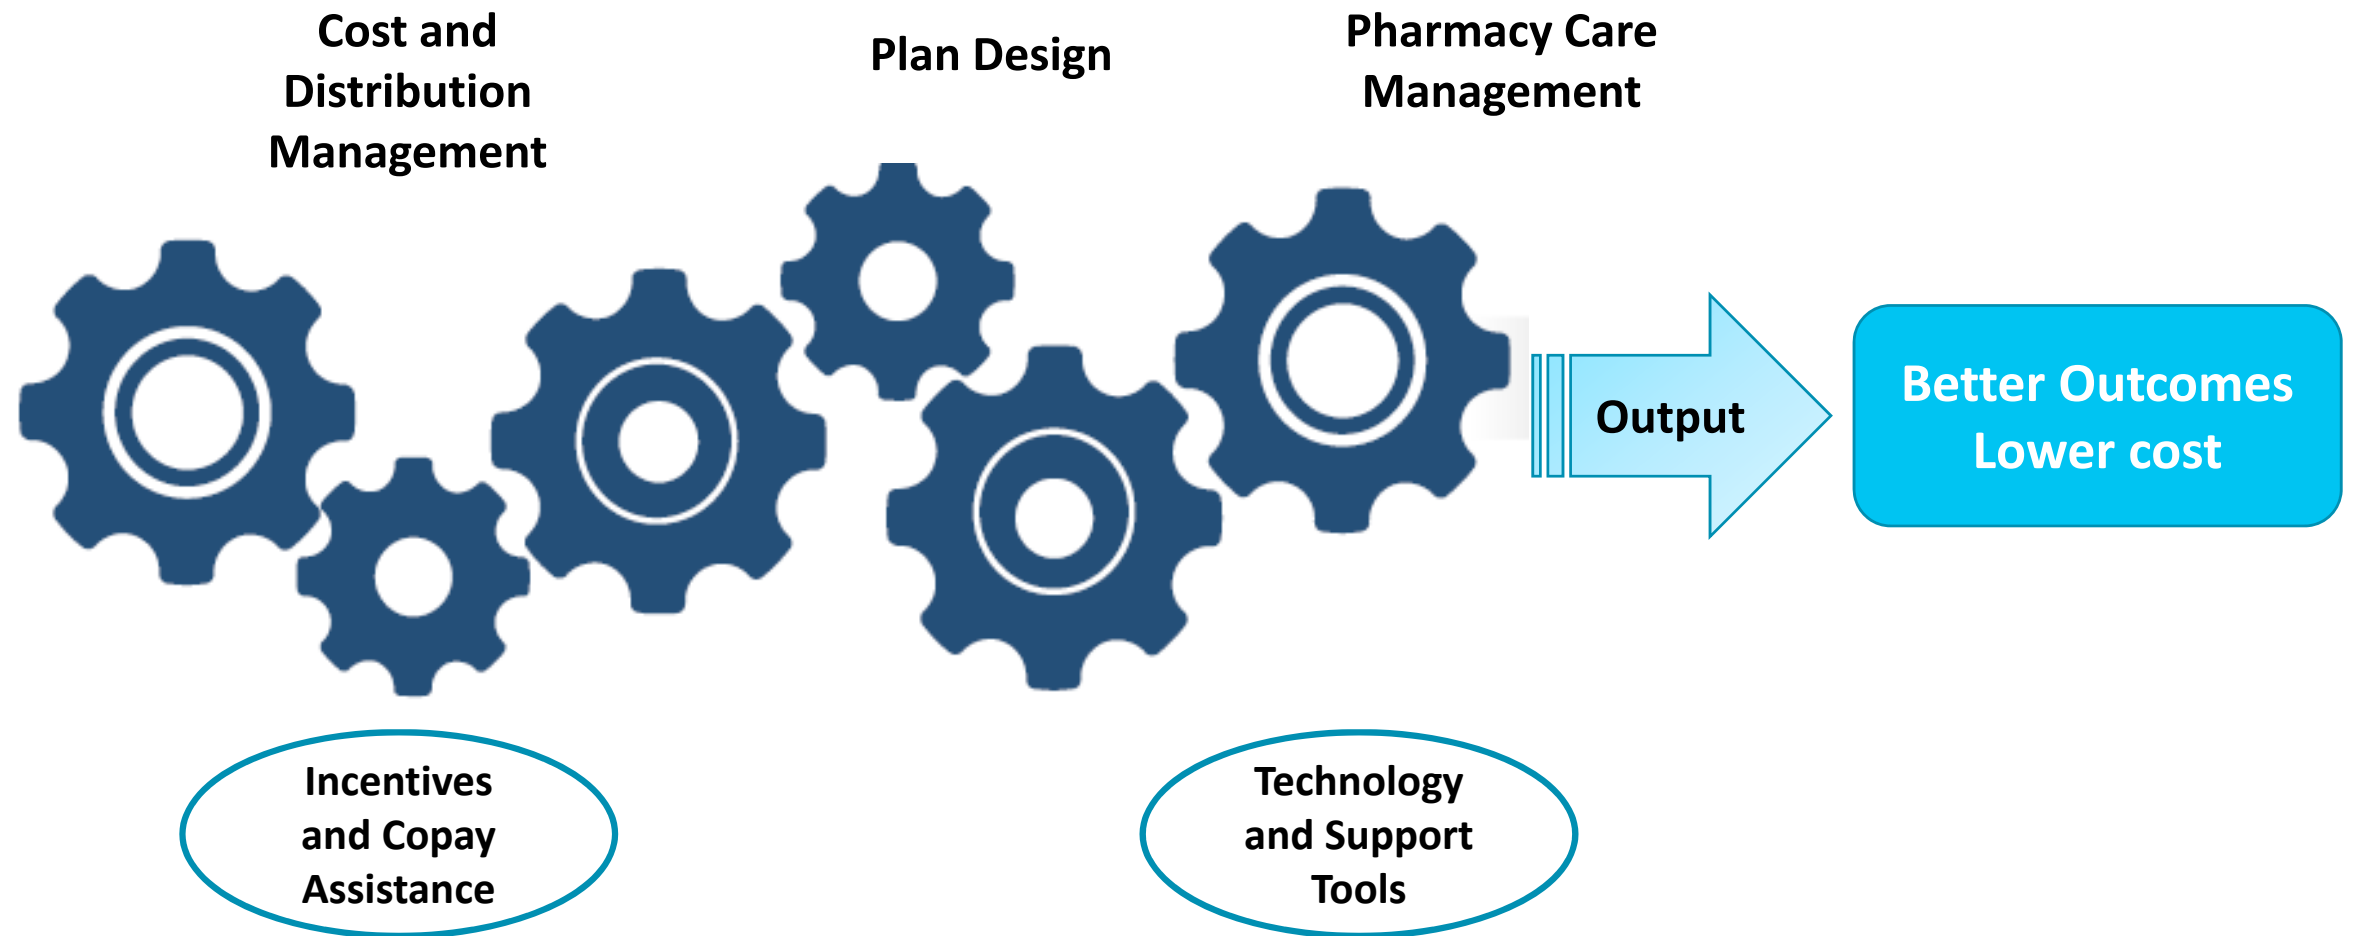 Cost and
Distribution
Management
Plan Design
Pharmacy Care
Management
Output
Better Outcomes
Lower cost
Incentives
and Copay
Assistance
Technology
and Support
Tools